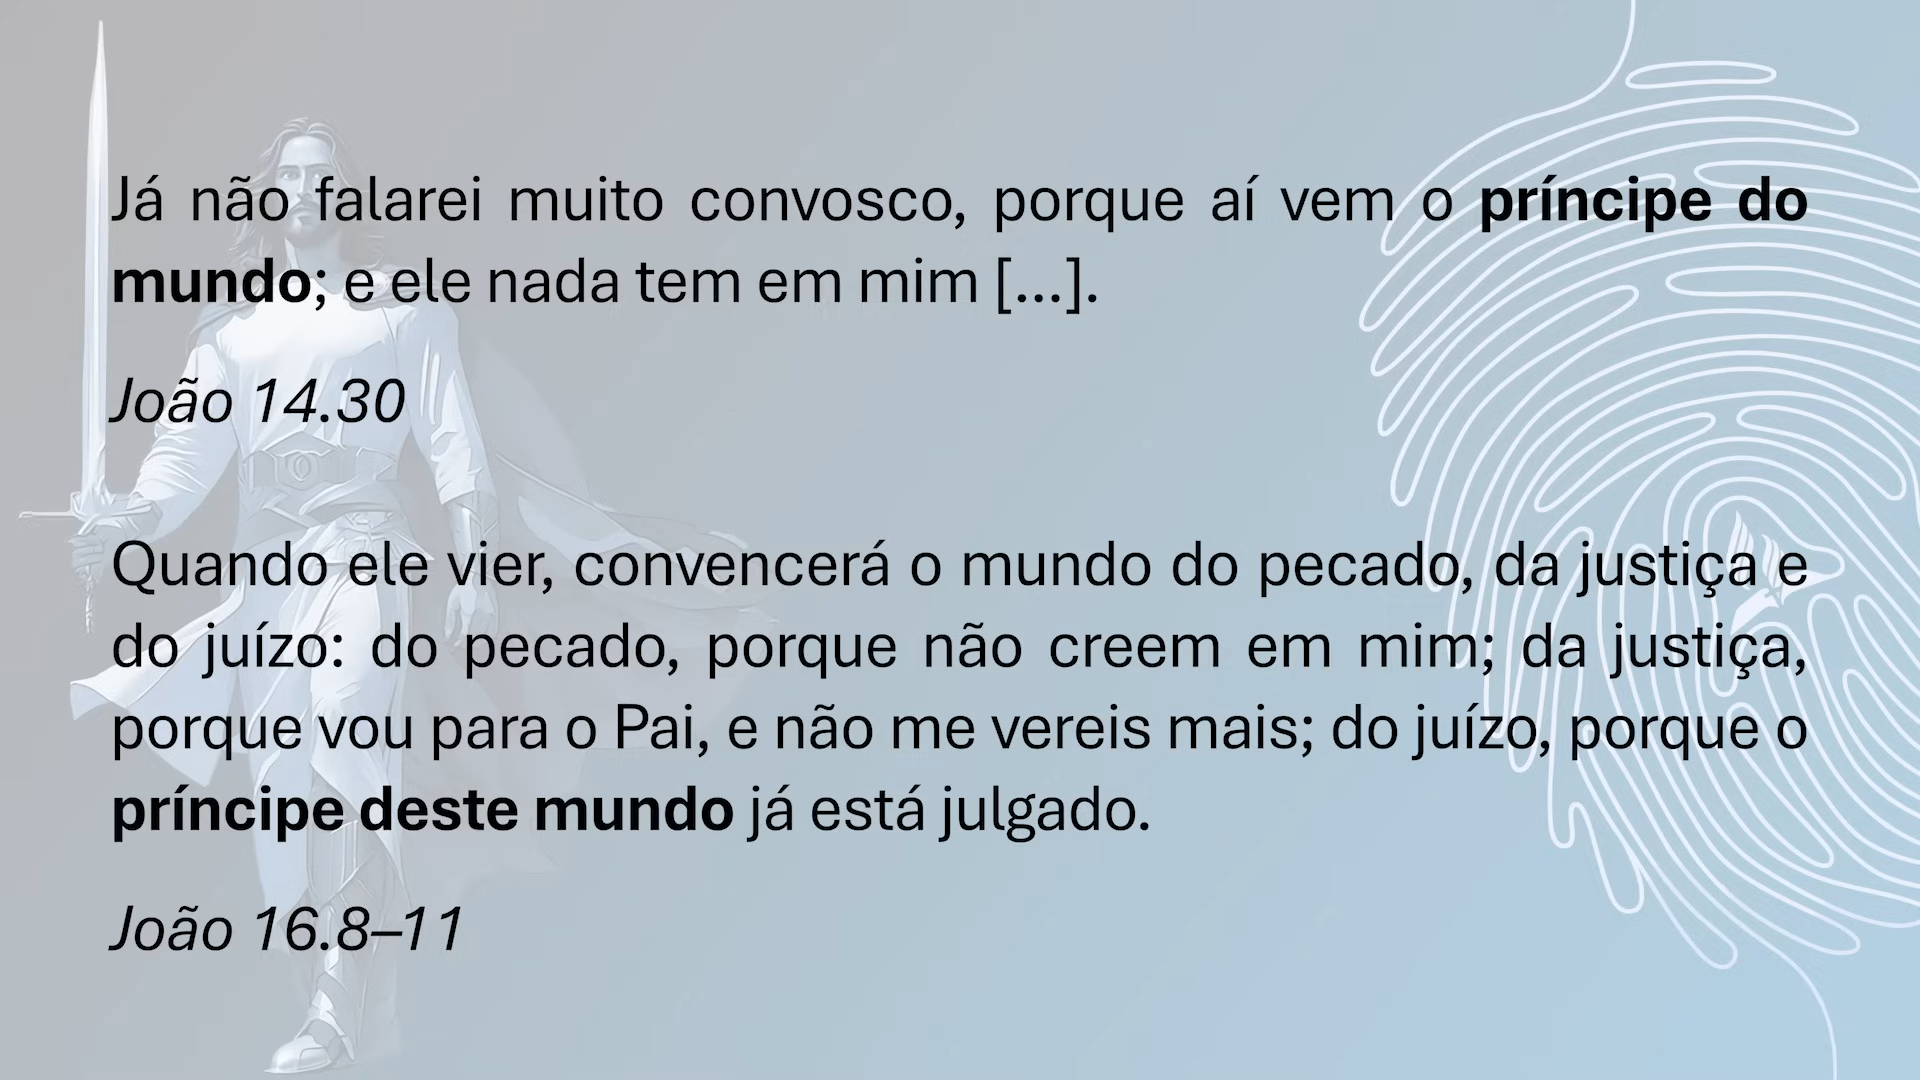 Já não falarei muito convosco, porque aí vem o príncipe do
mundo; e ele nada tem em mim [...].
João 14.30
Quando ele vier, convencerá o mundo do pecado, da justiça e
do juízo: do pecado, porque não creem em mim; da justiça,
porque vou para o Pai, e não me vereis mais; do juízo, porque o
príncipe deste mundo já está julgado.
João 16.8–11